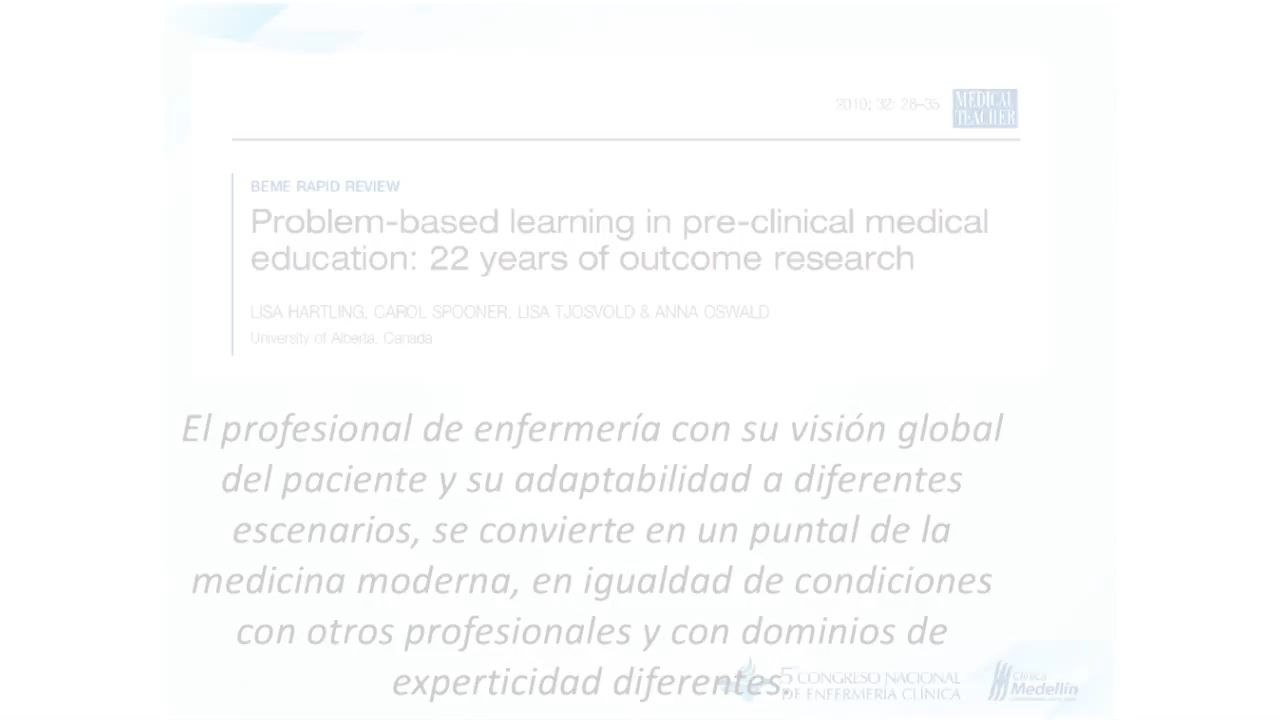 2010; 32: 28–35
MEDICAL
TEACHER
BEME RAPID REVIEW
Problem-based learning in pre-clinical medical
education: 22 years of outcome research
LISA HARTLING, CAROL SPOONER, LISA TJOSVOLD & ANNA OSWALD
University of Alberta, Canada
El profesional de enfermería con su visión global
del paciente y su adaptabilidad a diferentes
escenarios, se convierte en un puntal de la
medicina moderna, en igualdad de condiciones
con otros profesionales y con dominios de
experticidad diferentes.
5 CONGRESO NACIONAL
DE ENFERMERÍA CLÍNICA
Clínica
Medellín